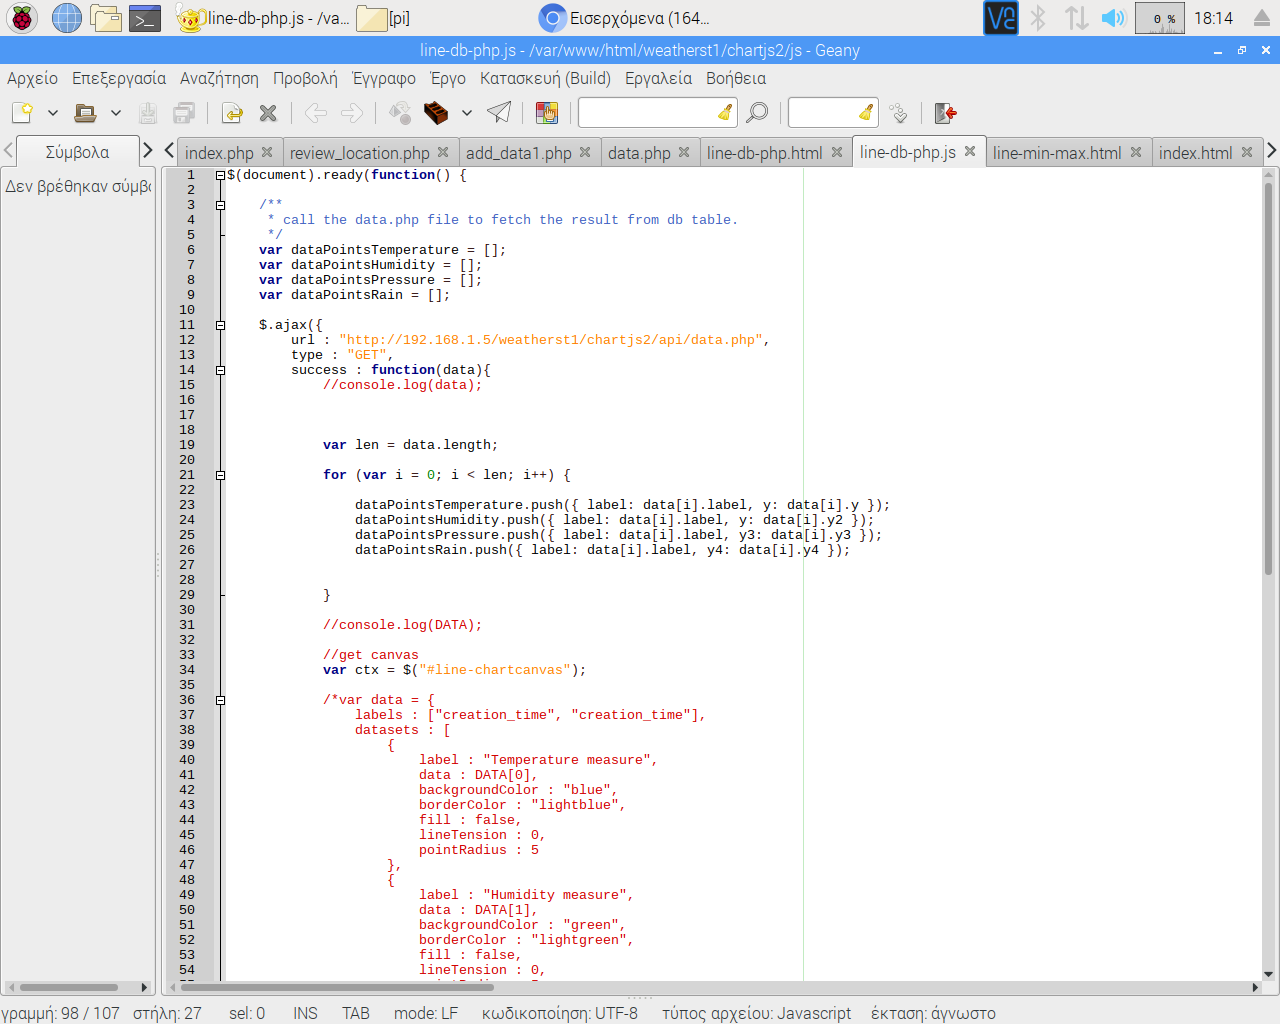 line-db-php.js - /va...
[pi]
Εισερχόμενα (164...
0 %
18:14
line-db-php.js - /var/www/html/weatherst1/chartjs2/js - Geany
Αρχείο Επεξεργασία Αναζήτηση Προβολή Έγγραφο Έργο Κατασκευή (Build) Εργαλεία Βοήθεια
Σύμβολα
index.php review_location.php add_data1.php data.php line-db-php.html line-db-php.js line-min-max.html index.html
Δεν βρέθηκαν σύμβο
1 $(document).ready(function() {
2
3 /**
4 * call the data.php file to fetch the result from db table.
5 */
6 var dataPointsTemperature = [];
7 var dataPointsHumidity = [];
8 var dataPointsPressure = [];
9 var dataPointsRain = [];
10
11 $.ajax({
12 url : "http://192.168.1.5/weatherst1/chartjs2/api/data.php",
13 type : "GET",
14 success : function(data){
15 //console.log(data);
16
17
18
19 var len = data.length;
20
21 for (var i = 0; i < len; i++) {
22
23 dataPointsTemperature.push({ label: data[i].label, y: data[i].y });
24 dataPointsHumidity.push({ label: data[i].label, y: data[i].y2 });
25 dataPointsPressure.push({ label: data[i].label, y3: data[i].y3 });
26 dataPointsRain.push({ label: data[i].label, y4: data[i].y4 });
27
28
29 }
30
31 //console.log(DATA);
32
33 //get canvas
34 var ctx = $("#line-chartcanvas");
35
36 /*var data = {
37 labels : ["creation_time", "creation_time"],
38 datasets : [
39 {
40 label : "Temperature measure",
41 data : DATA[0],
42 backgroundColor : "blue",
43 borderColor : "lightblue",
44 fill : false,
45 lineTension : 0,
46 pointRadius : 5
47 },
48 {
49 label : "Humidity measure",
50 data : DATA[1],
51 backgroundColor : "green",
52 borderColor : "lightgreen",
53 fill : false,
54 lineTension : 0,
γραμμή: 98 / 107 στήλη: 27 sel: 0 INS TAB mode: LF κωδικοποίηση: UTF-8 τύπος αρχείου: Javascript έκταση: άγνωστο